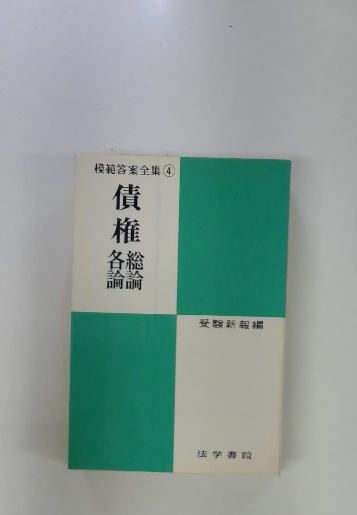 模範答案全集④
債権
総論
各論
受験新報編
法学書院